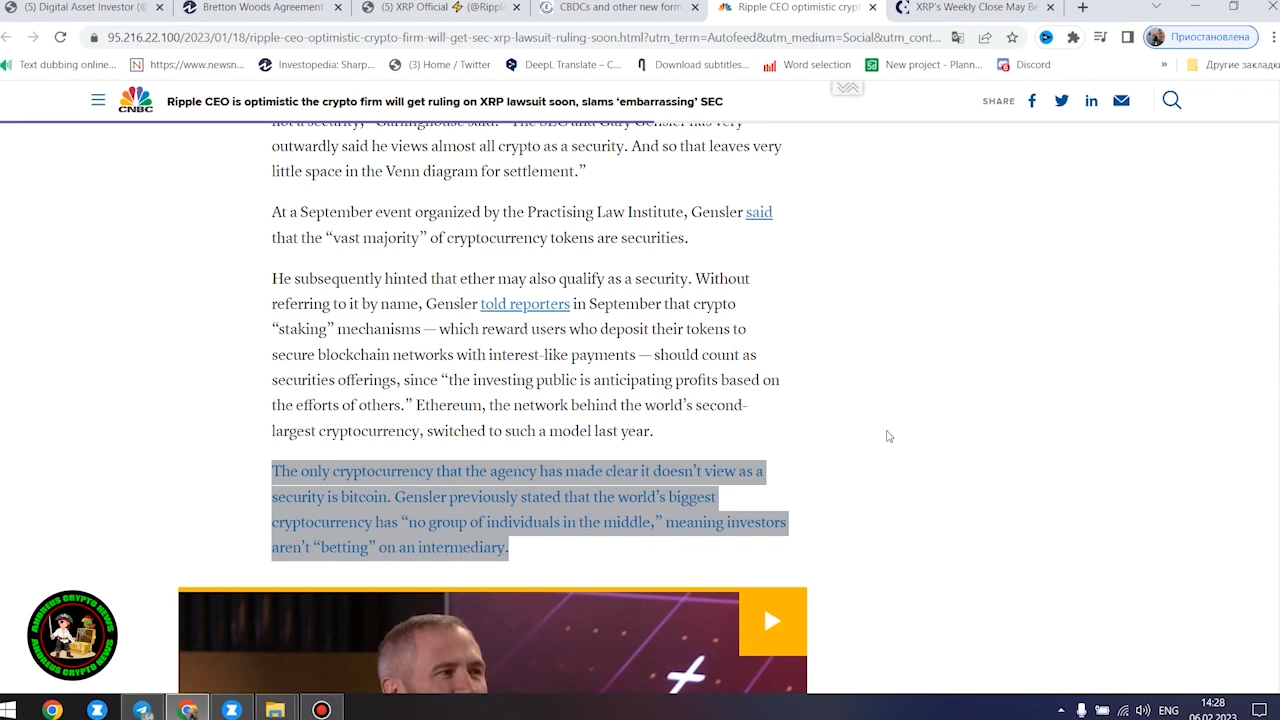 (5) Digital Asset Investor (@
Bretton Woods Agreement
(5) XRP Official ⚡ (@Rippl
CBDCs and other new form
Ripple CEO optimistic crypt
XRP's Weekly Close May Be
95.216.22.100/2023/01/18/ripple-ceo-optimistic-crypto-firm-will-get-sec-xrp-lawsuit-ruling-soon.html?utm_term=Autofeed&utm_medium=Social&utm_cont...
Приостановлена
Text dubbing online...
https://www.newsn...
Investopedia: Sharp...
(3) Home / Twitter
DeepL Translate – C...
Download subtitles...
Word selection
New project - Plann...
Discord
»
Другие закладки
CNBC
Ripple CEO is optimistic the crypto firm will get ruling on XRP lawsuit soon, slams ‘embarrassing’ SEC
SHARE
not a security,” Garlinghouse said. “The SEC and Gary Gensler has very
outwardly said he views almost all crypto as a security. And so that leaves very
little space in the Venn diagram for settlement.”
At a September event organized by the Practising Law Institute, Gensler said
that the “vast majority” of cryptocurrency tokens are securities.
He subsequently hinted that ether may also qualify as a security. Without
referring to it by name, Gensler told reporters in September that crypto
“staking” mechanisms — which reward users who deposit their tokens to
secure blockchain networks with interest-like payments — should count as
securities offerings, since “the investing public is anticipating profits based on
the efforts of others.” Ethereum, the network behind the world’s second-
largest cryptocurrency, switched to such a model last year.
The only cryptocurrency that the agency has made clear it doesn’t view as a
security is bitcoin. Gensler previously stated that the world’s biggest
cryptocurrency has “no group of individuals in the middle,” meaning investors
aren’t “betting” on an intermediary.
ANDREUS CRYPTO NEWS
ANDREUS CRYPTO NEWS
14:28
ENG
06.02.2023